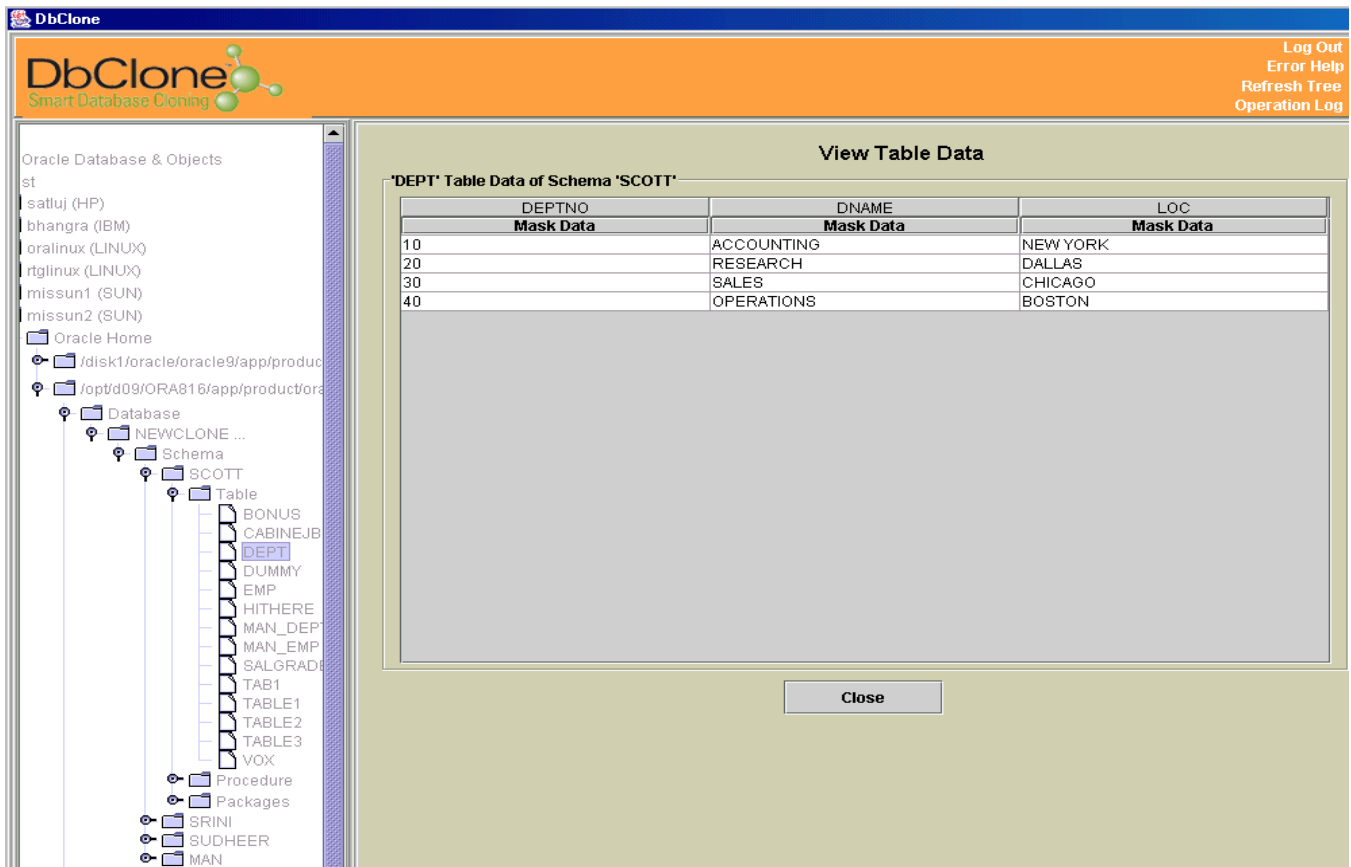 DbClone
DbClone
Smart Database Cloning
Log Out
Error Help
Refresh Tree
Operation Log
Oracle Database & Objects
st
satluj (HP)
bhangra (IBM)
oralinux (LINUX)
rtglinux (LINUX)
missun1 (SUN)
missun2 (SUN)
Oracle Home
/disk1/oracle/oracle9/app/produc
/opt/d09/ORA816/app/product/ora
Database
NEWCLONE ...
Schema
SCOTT
Table
BONUS
CABINEJB
DEPT
DUMMY
EMP
HITHERE
MAN_DEPT
MAN_EMP
SALGRADE
TAB1
TABLE1
TABLE2
TABLE3
VOX
Procedure
Packages
SRINI
SUDHEER
MAN
View Table Data
'DEPT' Table Data of Schema 'SCOTT'
DEPTNO DNAME LOC
Mask Data Mask Data Mask Data
10 ACCOUNTING NEW YORK
20 RESEARCH DALLAS
30 SALES CHICAGO
40 OPERATIONS BOSTON
Close